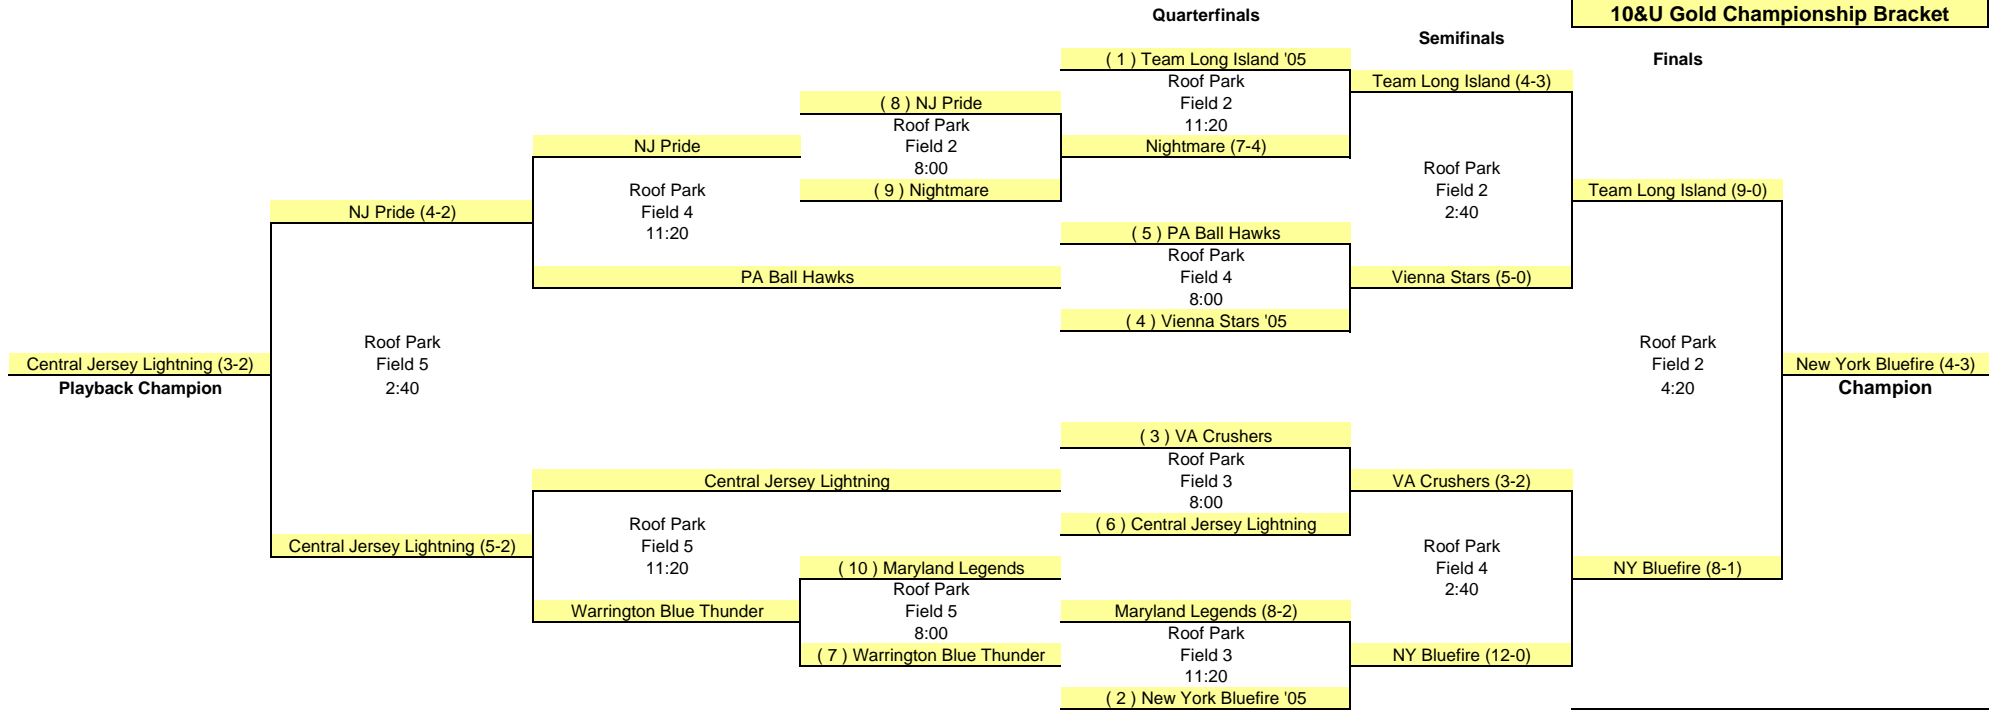 Quarterfinals
10&U Gold Championship Bracket
Semifinals
Finals
( 1 ) Team Long Island '05
Roof Park
Field 2
11:20
Nightmare (7-4)
Team Long Island (4-3)
( 8 ) NJ Pride
Roof Park
Field 2
8:00
( 9 ) Nightmare
NJ Pride
Roof Park
Field 4
11:20
PA Ball Hawks
NJ Pride (4-2)
Roof Park
Field 2
2:40
Team Long Island (9-0)
( 5 ) PA Ball Hawks
Roof Park
Field 4
8:00
( 4 ) Vienna Stars '05
Vienna Stars (5-0)
Roof Park
Field 5
2:40
Central Jersey Lightning (3-2)
Playback Champion
Roof Park
Field 2
4:20
New York Bluefire (4-3)
Champion
( 3 ) VA Crushers
Roof Park
Field 3
8:00
( 6 ) Central Jersey Lightning
Central Jersey Lightning
VA Crushers (3-2)
Roof Park
Field 5
11:20
Central Jersey Lightning (5-2)
Warrington Blue Thunder
( 10 ) Maryland Legends
Roof Park
Field 5
8:00
( 7 ) Warrington Blue Thunder
Roof Park
Field 4
2:40
NY Bluefire (8-1)
Maryland Legends (8-2)
Roof Park
Field 3
11:20
( 2 ) New York Bluefire '05
NY Bluefire (12-0)